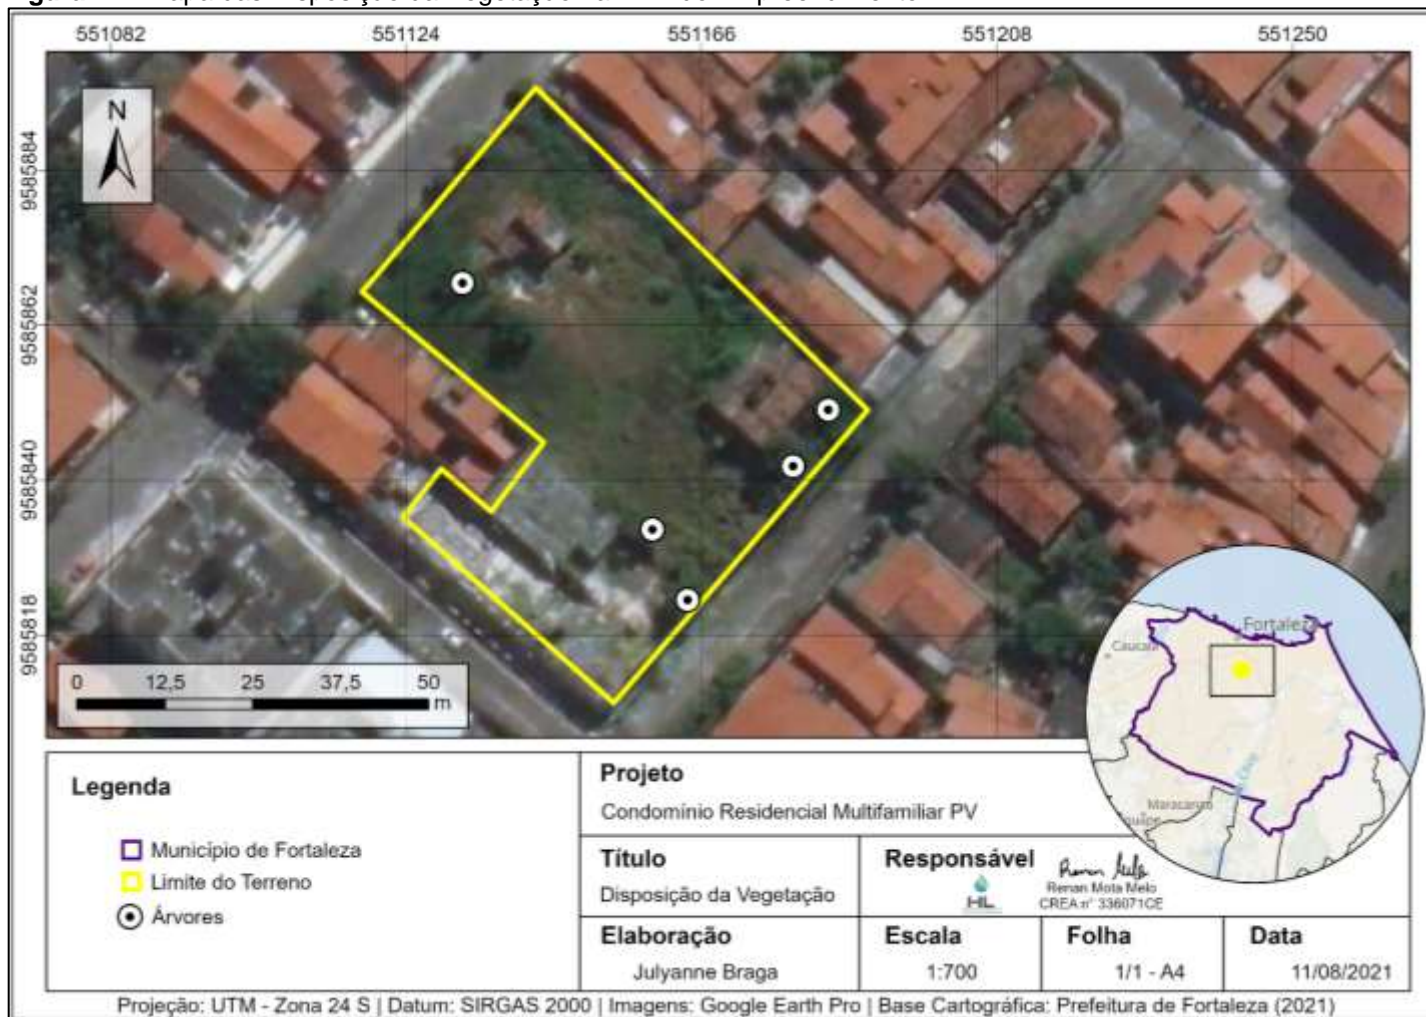 551082 551124 551166 551208 551250
N
9585884
9585862
9585840
9585818
0 12,5 25 37,5 50
m
Fortaleza
Caucaia
Maracanaú
Legenda
Município de Fortaleza
Limite do Terreno
Árvores
Projeto
Condomínio Residencial Multifamiliar PV
Título
Disposição da Vegetação
Responsável
HL
Renan Mota Melo
CREA n° 336071CE
Elaboração
Julyanne Braga
Escala
1:700
Folha
1/1 - A4
Data
11/08/2021
Projeção: UTM - Zona 24 S | Datum: SIRGAS 2000 | Imagens: Google Earth Pro | Base Cartográfica: Prefeitura de Fortaleza (2021)